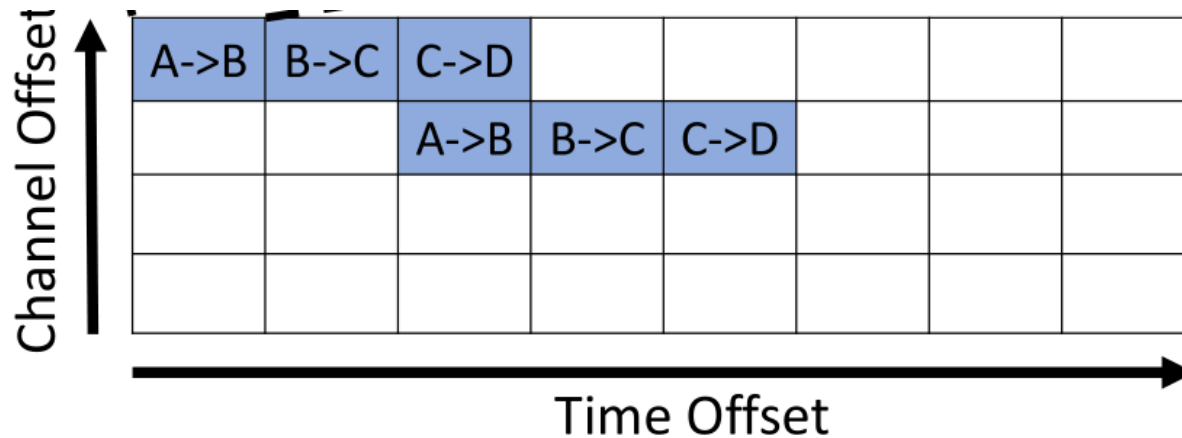 Channel Offset
A->B B->C C->D
A->B B->C C->D
Time Offset